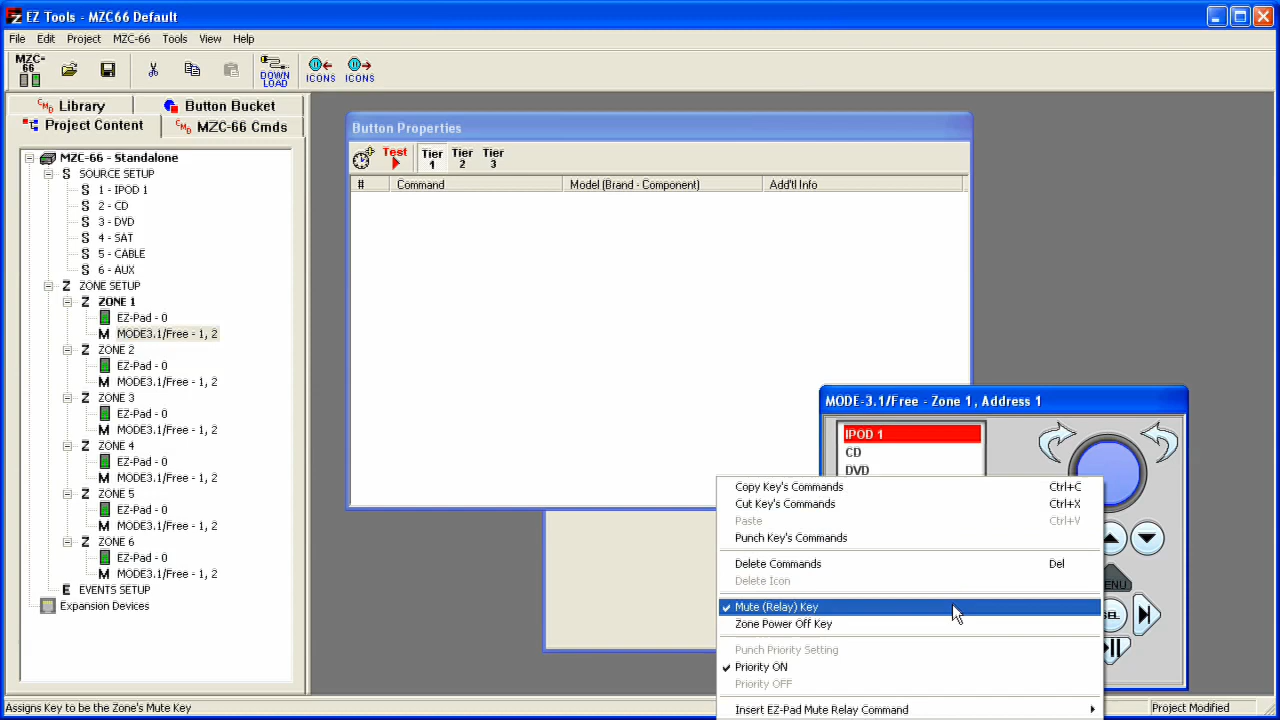 EZ Tools - MZC66 Default
File Edit Project MZC-66 Tools View Help
MZC-66 DOWN LOAD ICONS ICONS
Library Button Bucket
Project Content MZC-66 Cmds
MZC-66 - Standalone
S SOURCE SETUP
S 1 - IPOD 1
S 2 - CD
S 3 - DVD
S 4 - SAT
S 5 - CABLE
S 6 - AUX
Z ZONE SETUP
Z ZONE 1
EZ-Pad - 0
M MODE3.1/Free - 1, 2
Z ZONE 2
EZ-Pad - 0
M MODE3.1/Free - 1, 2
Z ZONE 3
EZ-Pad - 0
M MODE3.1/Free - 1, 2
Z ZONE 4
EZ-Pad - 0
M MODE3.1/Free - 1, 2
Z ZONE 5
EZ-Pad - 0
M MODE3.1/Free - 1, 2
Z ZONE 6
EZ-Pad - 0
M MODE3.1/Free - 1, 2
E EVENTS SETUP
Expansion Devices
Button Properties
Test Tier 1 Tier 2 Tier 3
# Command Model (Brand - Component) Add'tl Info
MODE-3.1/Free - Zone 1, Address 1
IPOD 1
CD
DVD
Copy Key's Commands Ctrl+C
Cut Key's Commands Ctrl+X
Paste Ctrl+V
Punch Key's Commands
Delete Commands Del
Delete Icon
Mute (Relay) Key
Zone Power Off Key
Punch Priority Setting
Priority ON
Priority OFF
Insert EZ-Pad Mute Relay Command
Assigns Key to be the Zone's Mute Key
Project Modified